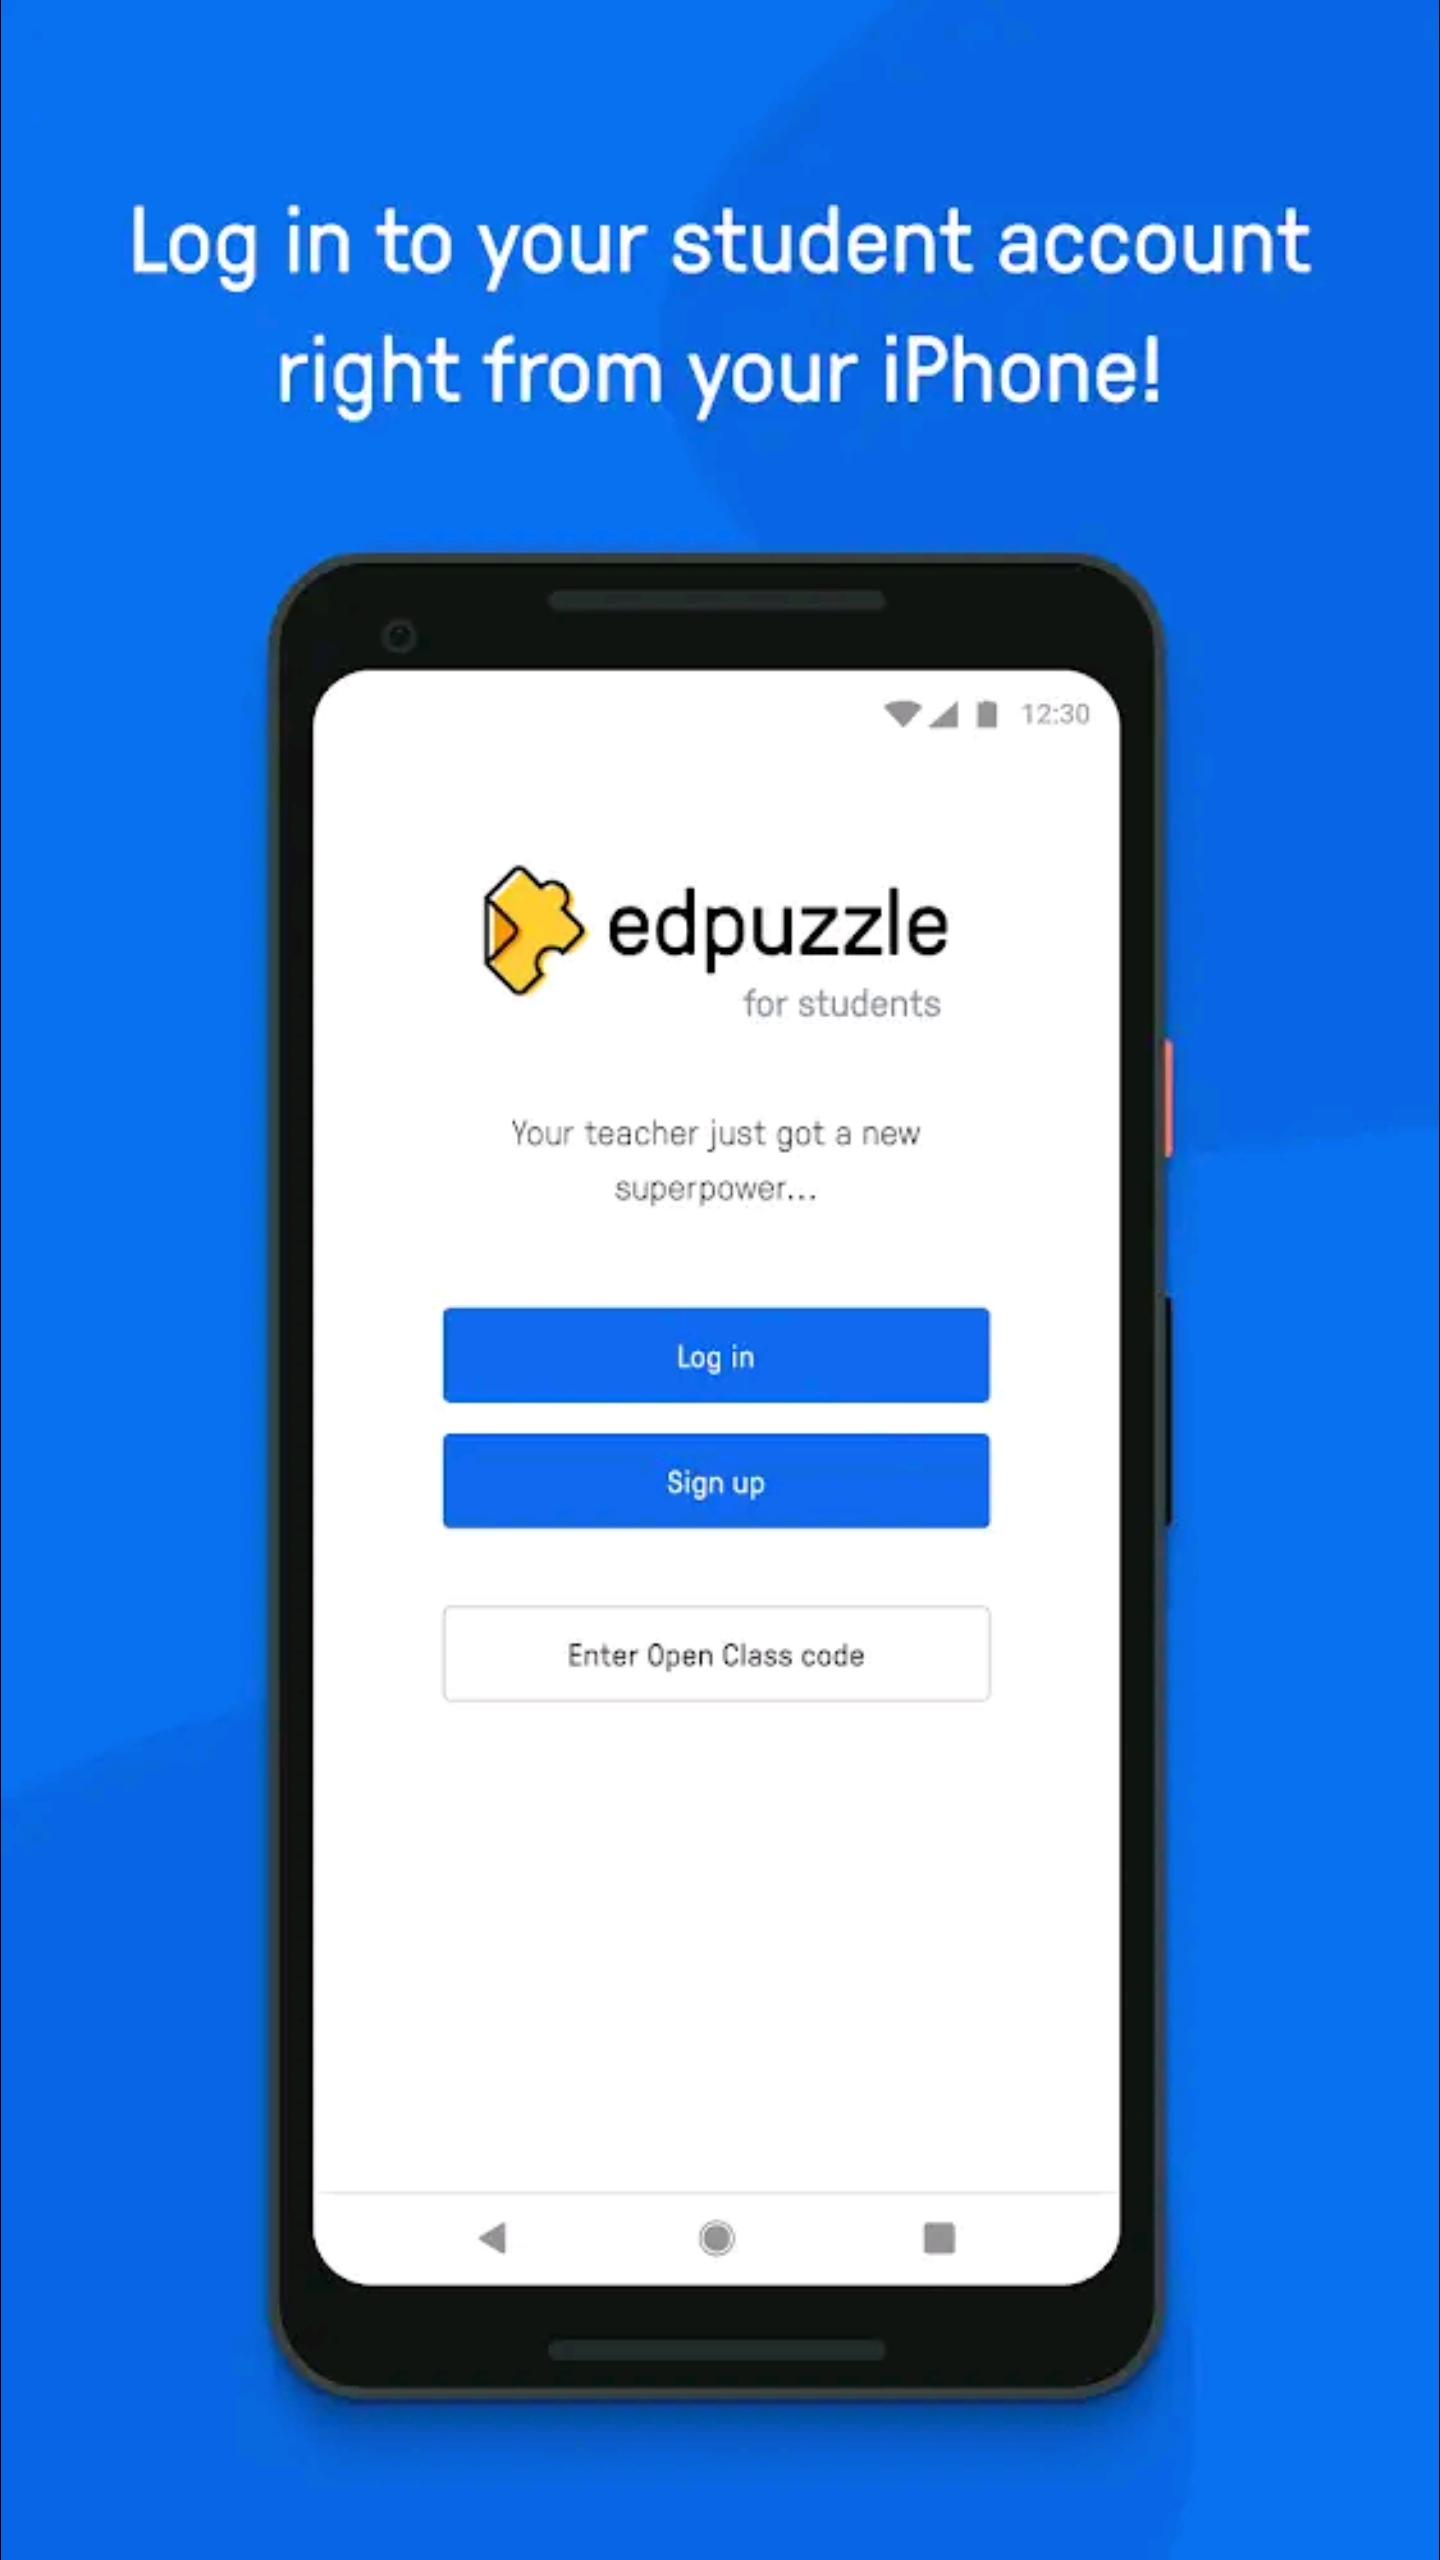 Log in to your student account
right from your iPhone!
12:30
edpuzzle
for students
Your teacher just got a new
superpower...
Log in
Sign up
Enter Open Class code